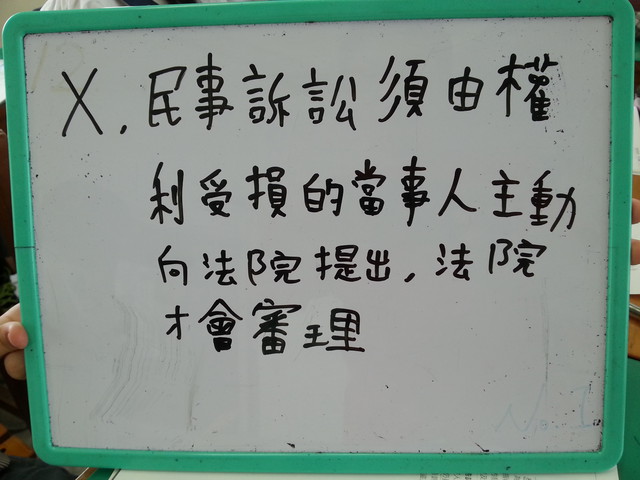 X. 民事訴訟須由權
利受損的當事人主動
向法院提出, 法院
才會審理